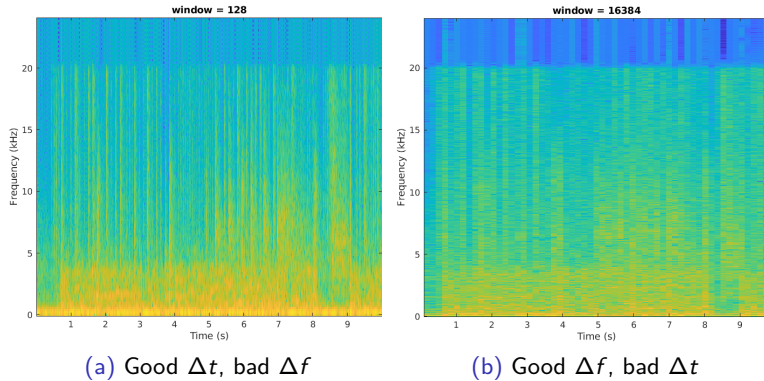 window = 128
20
15
10
5
0
Frequency (kHz)
1 2 3 4 5 6 7 8 9
Time (s)
(a) Good Δt, bad Δf
window = 16384
20
15
10
5
0
Frequency (kHz)
1 2 3 4 5 6 7 8 9
Time (s)
(b) Good Δf, bad Δt